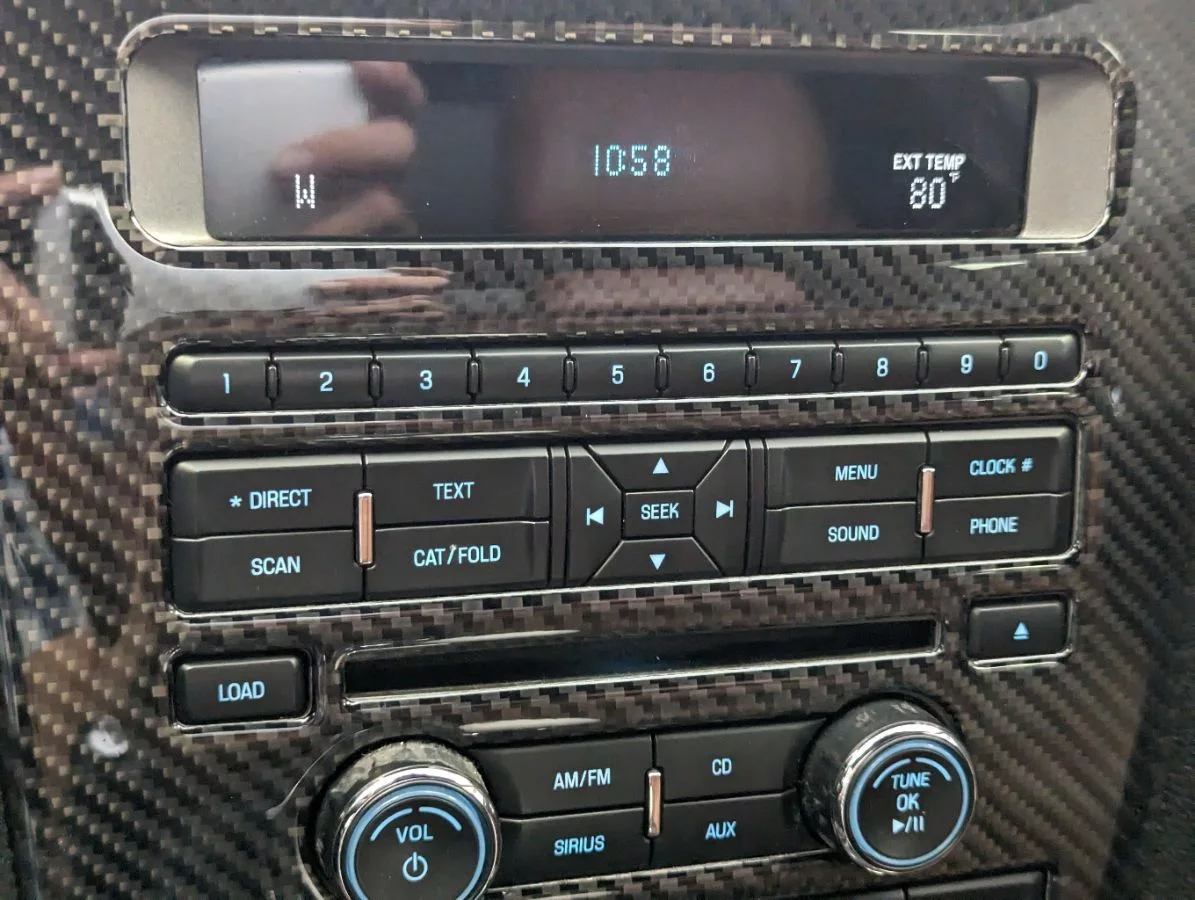 10:58
EXT TEMP
W
80°F
1 2 3 4 5 6 7 8 9 0
* DIRECT TEXT MENU CLOCK #
SEEK
SCAN CAT/FOLD SOUND PHONE
LOAD
AM/FM CD
TUNE
OK
VOL
SIRIUS AUX